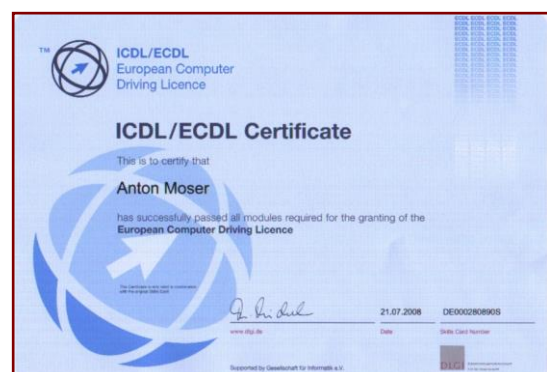 TM
ICDL/ECDL
European Computer
Driving Licence
ICDL/ECDL Certificate
This is to certify that
Anton Moser
has successfully passed all modules required for the granting of the
European Computer Driving Licence
21.07.2008 DE000280890S
www.dlgi.de Date Skills Card Number
Supported by Gesellschaft für Informatik e.V.
DLGI